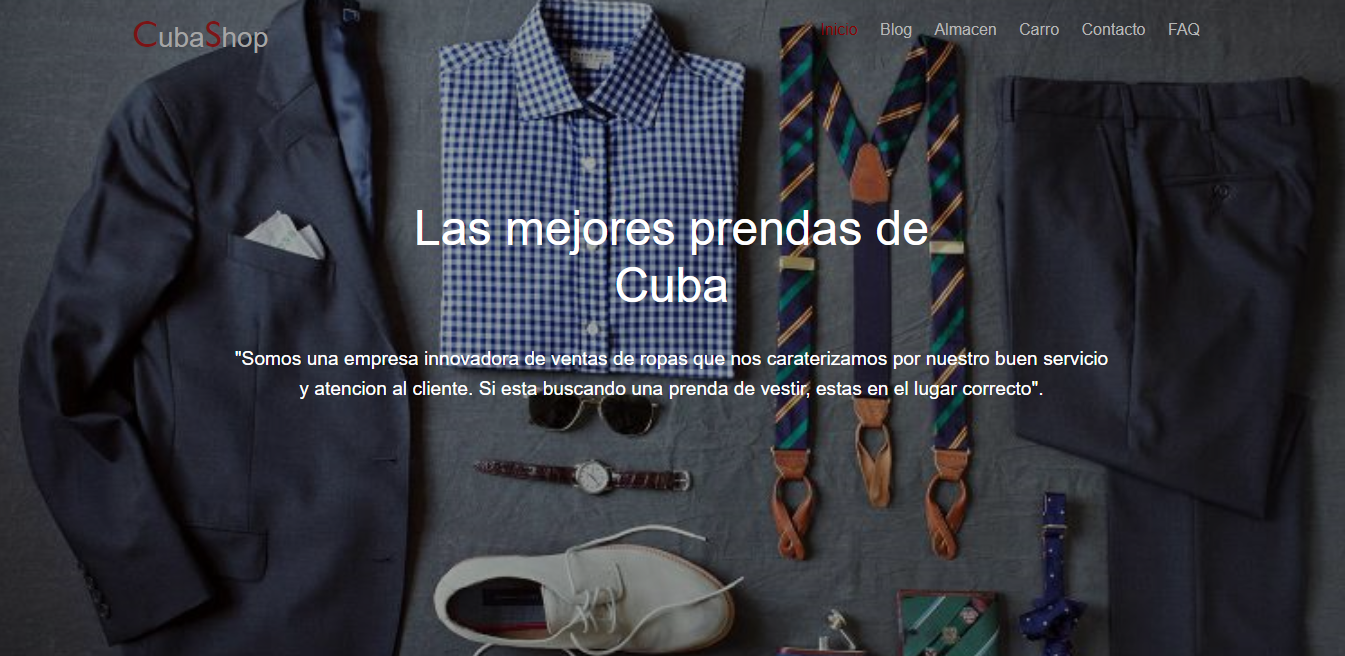 CubaShop
Inicio Blog Almacen Carro Contacto FAQ
Las mejores prendas de
Cuba
"Somos una empresa innovadora de ventas de ropas que nos caraterizamos por nuestro buen servicio
y atencion al cliente. Si esta buscando una prenda de vestir, estas en el lugar correcto".